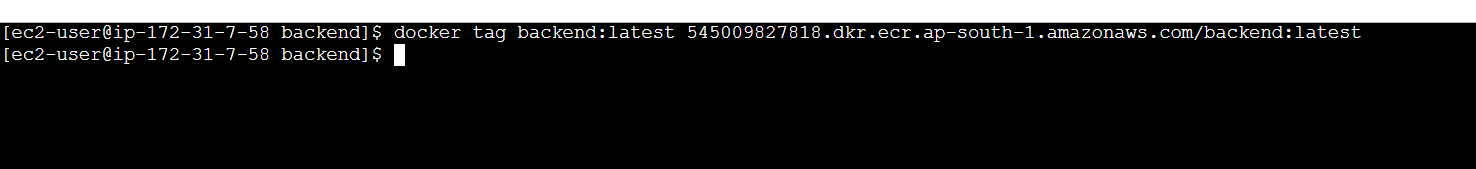 [ec2-user@ip-172-31-7-58 backend]$ docker tag backend:latest 545009827818.dkr.ecr.ap-south-1.amazonaws.com/backend:latest
[ec2-user@ip-172-31-7-58 backend]$